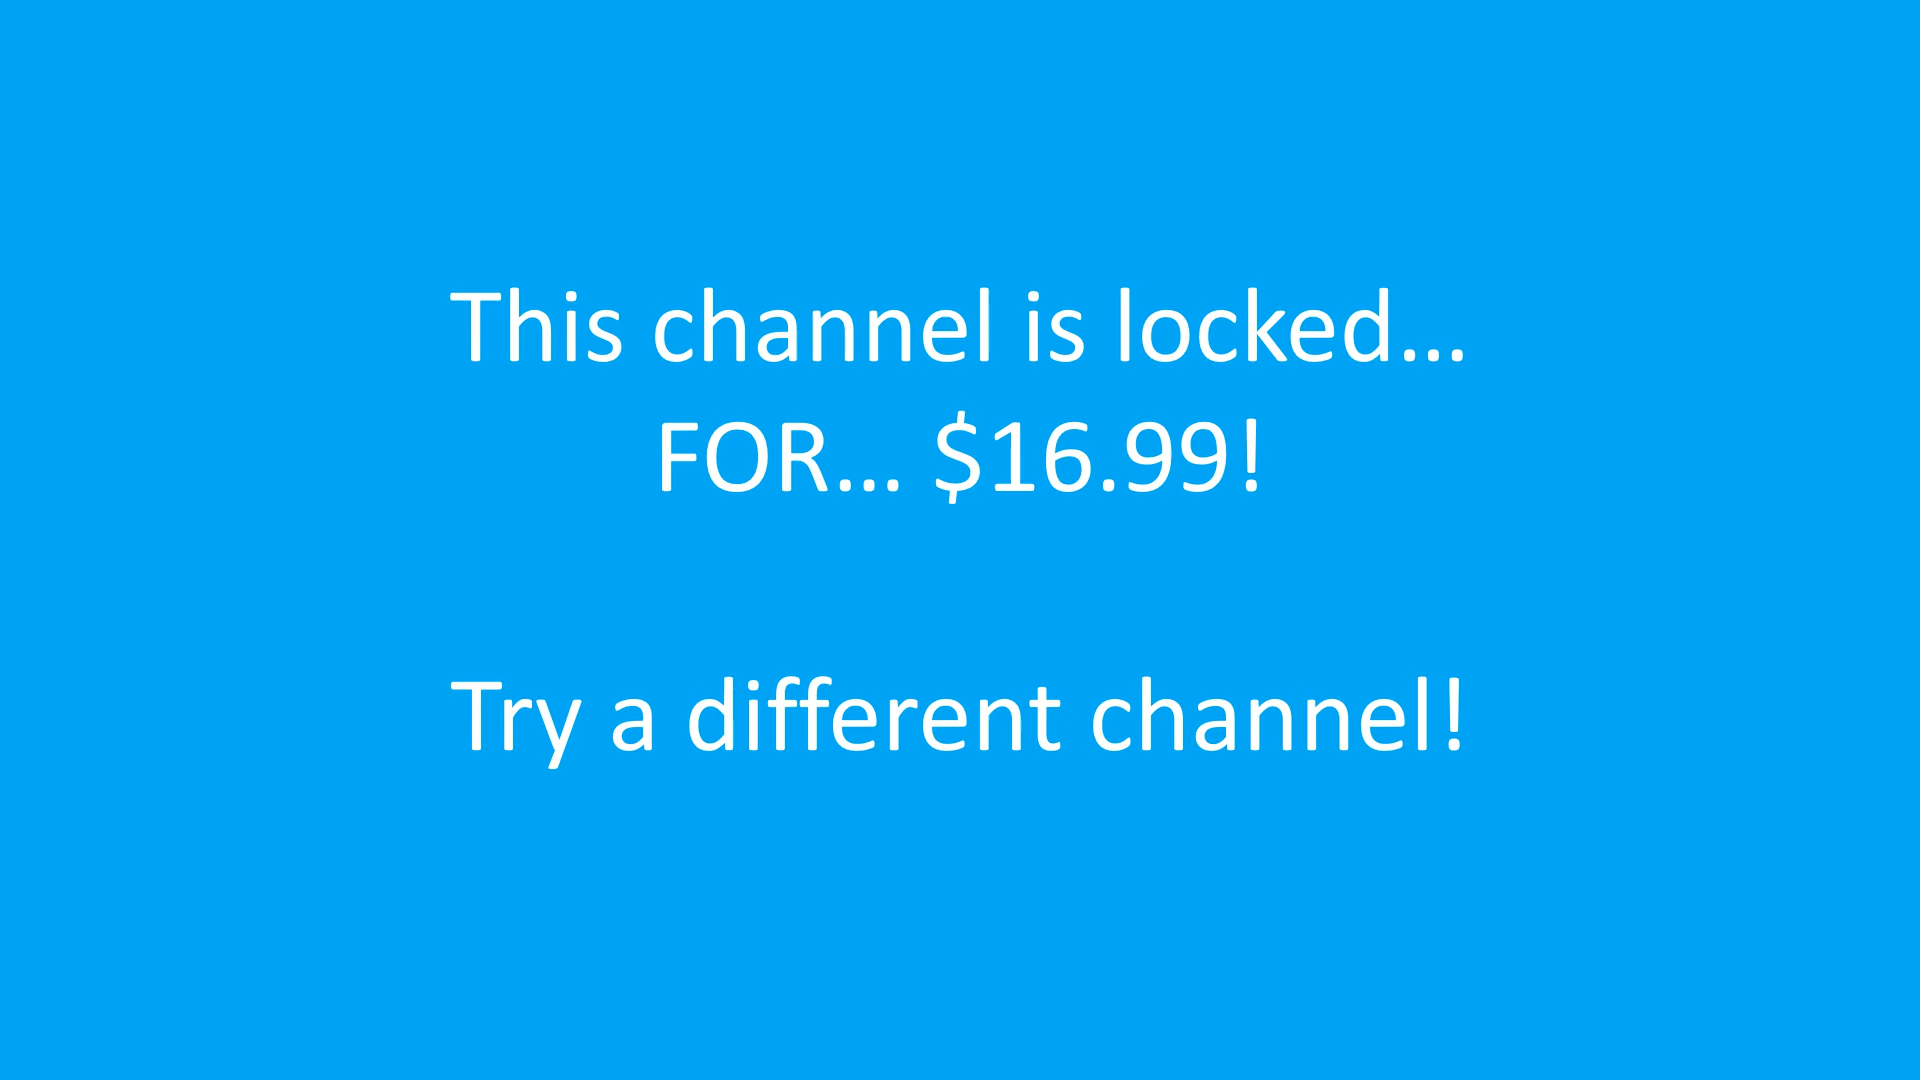 This channel is locked...
FOR... $16.99!
Try a different channel!